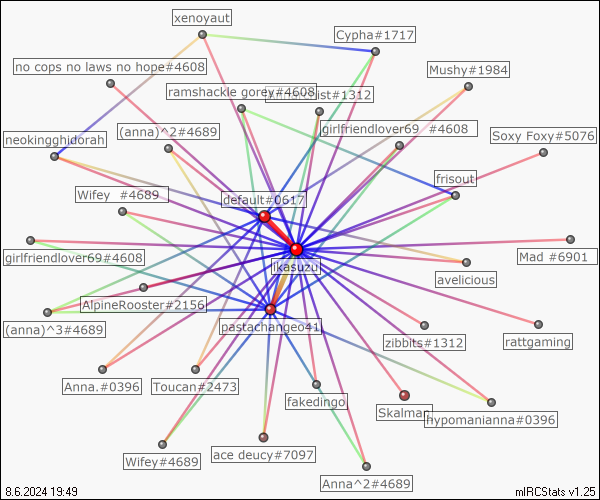 xenoyaut
Cypha#1717
no cops no laws no hope#4608
Mushy#1984
ramshackle gorey#4608
list#1312
(anna)^2#4689
girlfriendlover69 #4608
neokingghidorah
Soxy Foxy#5076
frisout
Wifey #4689
default#0617
girlfriendlover69#4608
ikasuzu
Mad #6901
avelicious
AlpineRooster#2156
(anna)^3#4689
pastachangeo41
zibbits#1312
rattgaming
Anna.#0396
Toucan#2473
fakedingo
Skalman
hypomanianna#0396
Wifey#4689
ace deucy#7097
Anna^2#4689
8.6.2024 19:49
mIRCStats v1.25